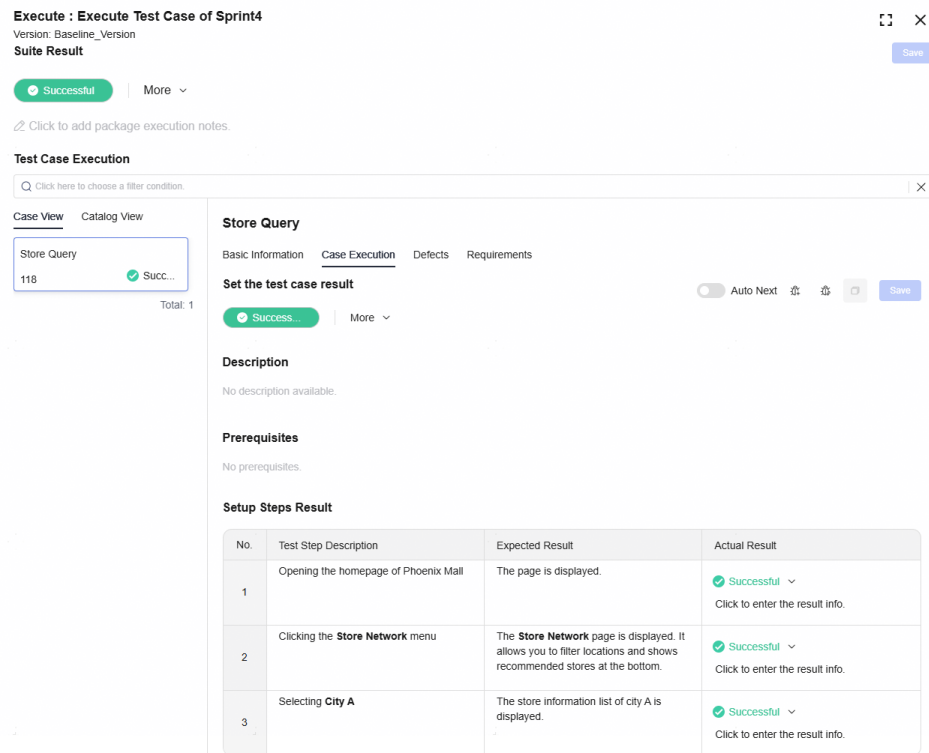 Execute : Execute Test Case of Sprint4
Version: Baseline_Version
Suite Result
Save
Successful
More
Click to add package execution notes.
Test Case Execution
Click here to choose a filter condition.
Case View
Catalog View
Store Query
118
Succ...
Total: 1
Store Query
Basic Information
Case Execution
Defects
Requirements
Set the test case result
Auto Next
Save
Success...
More
Description
No description available.
Prerequisites
No prerequisites.
Setup Steps Result
No.
Test Step Description
Expected Result
Actual Result
1
Opening the homepage of Phoenix Mall
The page is displayed.
Successful
Click to enter the result info.
2
Clicking the Store Network menu
The Store Network page is displayed. It
allows you to filter locations and shows
recommended stores at the bottom.
Successful
Click to enter the result info.
3
Selecting City A
The store information list of city A is
displayed.
Successful
Click to enter the result info.